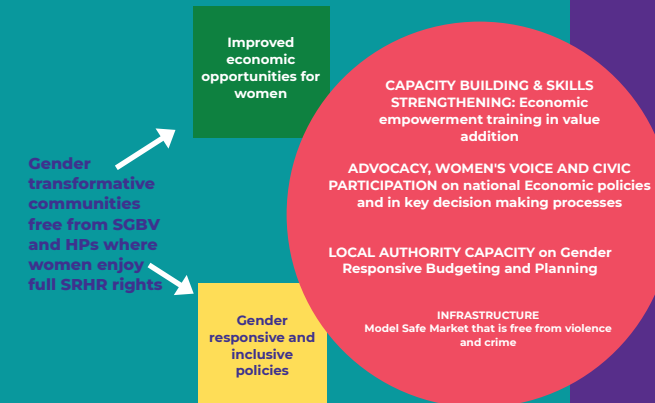 Improved
economic
opportunities for
women
Gender
transformative
communities
free from SGBV
and HPs where
women enjoy
full SRHR rights
Gender
responsive and
inclusive
policies
CAPACITY BUILDING & SKILLS
STRENGTHENING: Economic
empowerment training in value
addition
ADVOCACY, WOMEN'S VOICE AND CIVIC
PARTICIPATION on national Economic policies
and in key decision making processes
LOCAL AUTHORITY CAPACITY on Gender
Responsive Budgeting and Planning
INFRASTRUCTURE
Model Safe Market that is free from violence
and crime